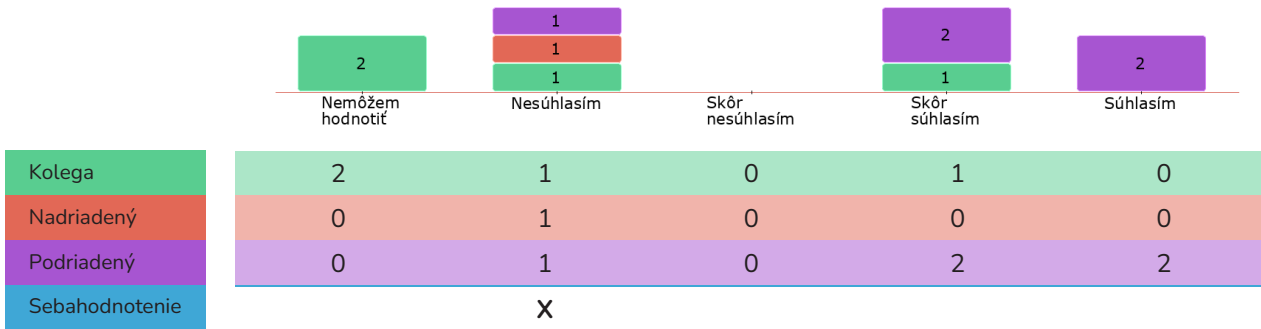 1
2
1
2
2
1
1
Nemôžem
hodnotiť
Nesúhlasím
Skôr
nesúhlasím
Skôr
súhlasím
Súhlasím
Kolega 2 1 0 1 0
Nadriadený 0 1 0 0 0
Podriadený 0 1 0 2 2
Sebahodnotenie x